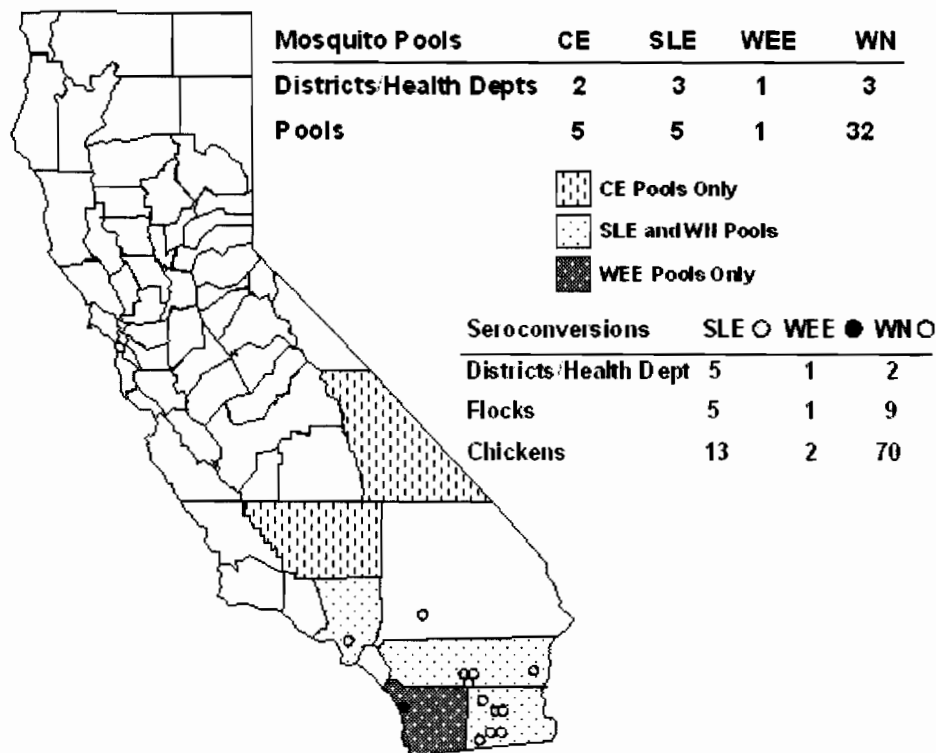 Mosquito Pools CE SLE WEE WN
Districts/Health Depts 2 3 1 3
Pools 5 5 1 32
CE Pools Only
SLE and WN Pools
WEE Pools Only
Seroconversions SLE ○ WEE ● WN ○
Districts/Health Dept 5 1 2
Flocks 5 1 9
Chickens 13 2 70